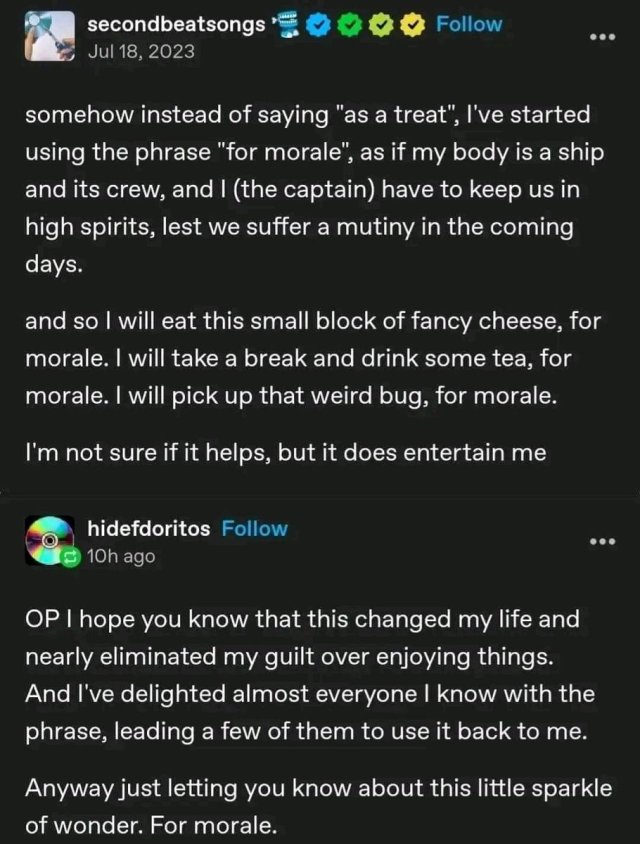 secondbeatsongs Follow
Jul 18, 2023
somehow instead of saying "as a treat", I've started
using the phrase "for morale", as if my body is a ship
and its crew, and I (the captain) have to keep us in
high spirits, lest we suffer a mutiny in the coming
days.
and so I will eat this small block of fancy cheese, for
morale. I will take a break and drink some tea, for
morale. I will pick up that weird bug, for morale.
I'm not sure if it helps, but it does entertain me
hidefdoritos Follow
10h ago
OP I hope you know that this changed my life and
nearly eliminated my guilt over enjoying things.
And I've delighted almost everyone I know with the
phrase, leading a few of them to use it back to me.
Anyway just letting you know about this little sparkle
of wonder. For morale.